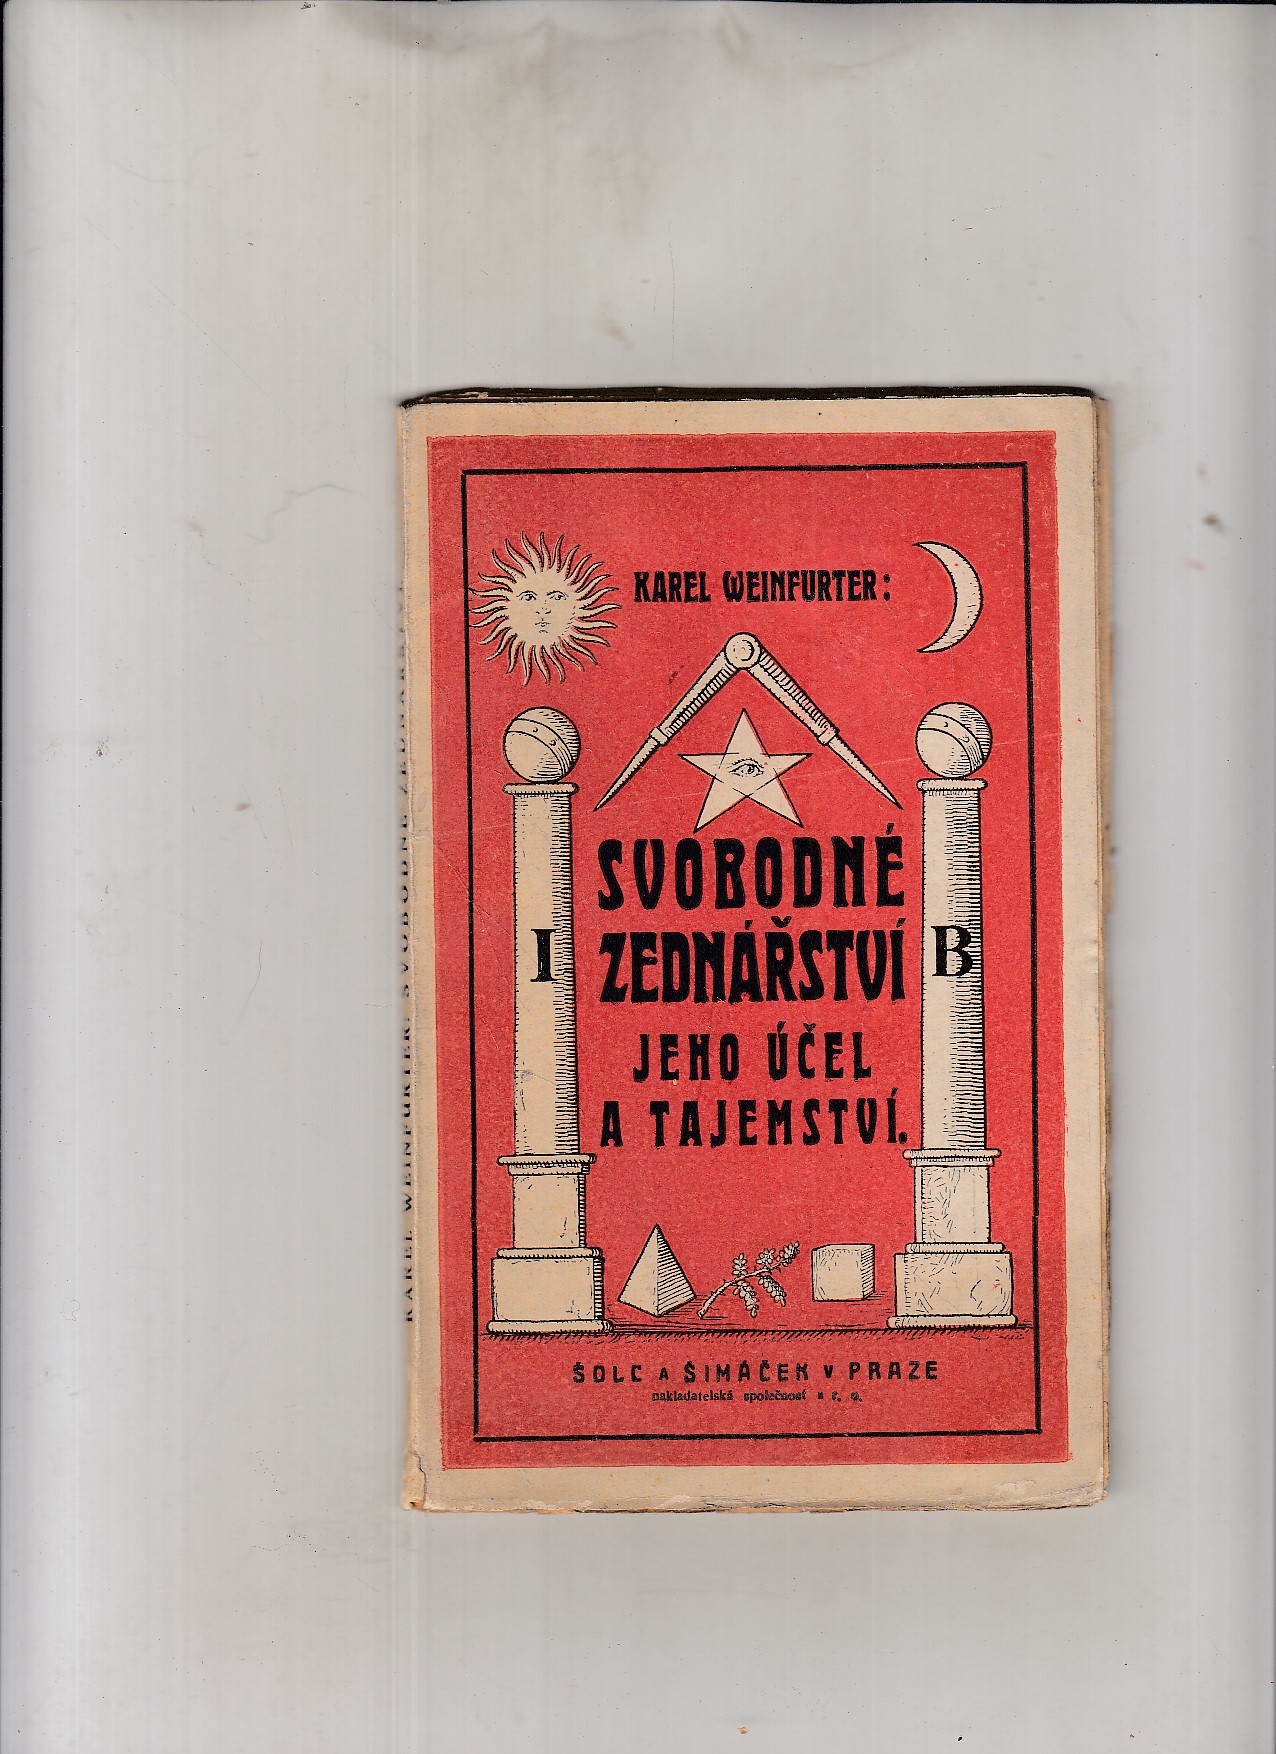 KAREL WEINFURTER:
SVOBODNÉ
ZEDNÁŘSTVÍ
JEHO ÚČEL
A TAJEMSTVÍ.
I
B
ŠOLC A ŠIMÁČEK V PRAZE
nakladatelská společnost s r. o.
KAREL WEINFURTER: SVOBODNÉ ZEDNÁŘSTVÍ